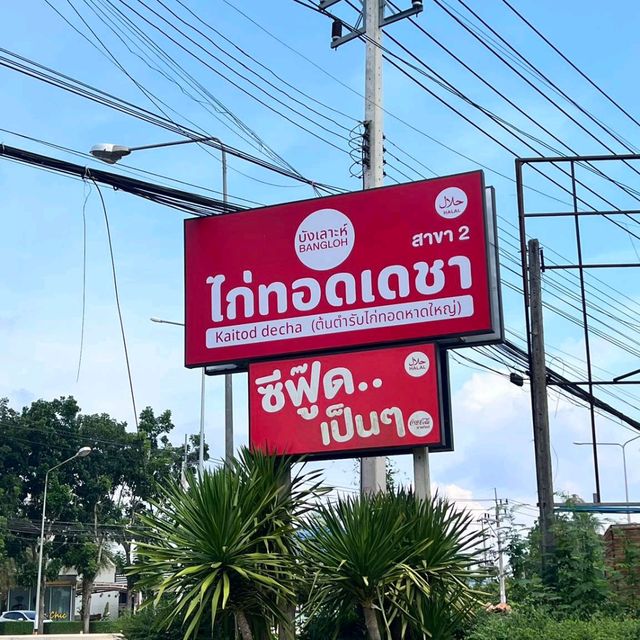 บังเลาะห์
BANGLOH
حلال
HALAL
สาขา 2
ไก่ทอดเดชา
Kaitod decha (ต้นตำรับไก่ทอดหาดใหญ่)
ซีฟู๊ด..
เป็นๆ
حلال
HALAL
Coca-Cola
Chic